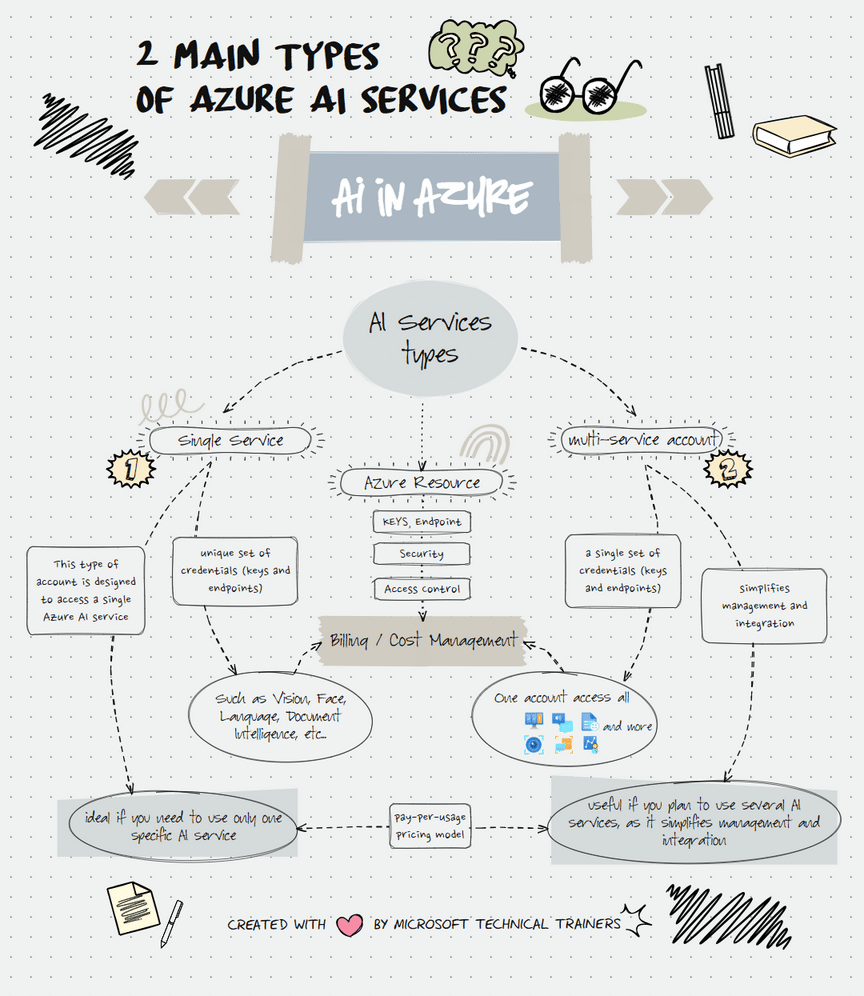 2 MAIN TYPES
OF AZURE AI SERVICES
???
AI IN AZURE
AI Services
types
Single Service
multi-service account
1
2
Azure Resource
KEYS, Endpoint
Security
Access control
This type of
account is designed
to access a single
Azure AI service
unique set of
credentials (keys and
endpoints)
a single set of
credentials (keys
and endpoints)
simplifies
management and
integration
Billing / Cost Management
Such as Vision, Face,
Language, Document
Intelligence, etc...
One account access all
and more
ideal if you need to use only one
specific AI service
pay-per-usage
pricing model
useful if you plan to use several AI
services, as it simplifies management and
integration
CREATED WITH BY MICROSOFT TECHNICAL TRAINERS